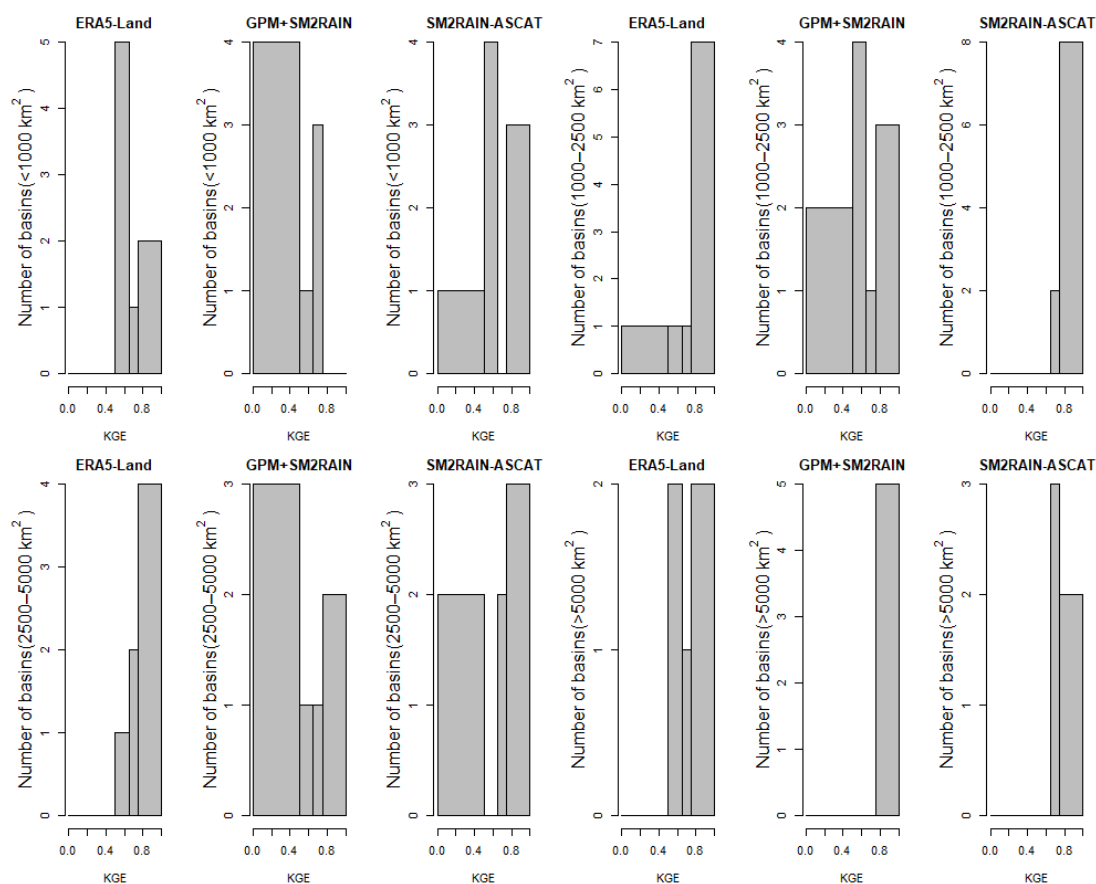 ERA5-Land
Number of basins(<1000 km²)
5
4
3
2
1
0
0.0 0.4 0.8
KGE
GPM+SM2RAIN
Number of basins(<1000 km²)
4
3
2
1
0
0.0 0.4 0.8
KGE
SM2RAIN-ASCAT
Number of basins(<1000 km²)
4
3
2
1
0
0.0 0.4 0.8
KGE
ERA5-Land
Number of basins(1000–2500 km²)
7
6
5
4
3
2
1
0
0.0 0.4 0.8
KGE
GPM+SM2RAIN
Number of basins(1000–2500 km²)
4
3
2
1
0
0.0 0.4 0.8
KGE
SM2RAIN-ASCAT
Number of basins(1000–2500 km²)
8
6
4
2
0
0.0 0.4 0.8
KGE
ERA5-Land
Number of basins(2500–5000 km²)
4
3
2
1
0
0.0 0.4 0.8
KGE
GPM+SM2RAIN
Number of basins(2500–5000 km²)
3
2
1
0
0.0 0.4 0.8
KGE
SM2RAIN-ASCAT
Number of basins(2500–5000 km²)
3
2
1
0
0.0 0.4 0.8
KGE
ERA5-Land
Number of basins(>5000 km²)
2
1
0
0.0 0.4 0.8
KGE
GPM+SM2RAIN
Number of basins(>5000 km²)
5
4
3
2
1
0
0.0 0.4 0.8
KGE
SM2RAIN-ASCAT
Number of basins(>5000 km²)
3
2
1
0
0.0 0.4 0.8
KGE